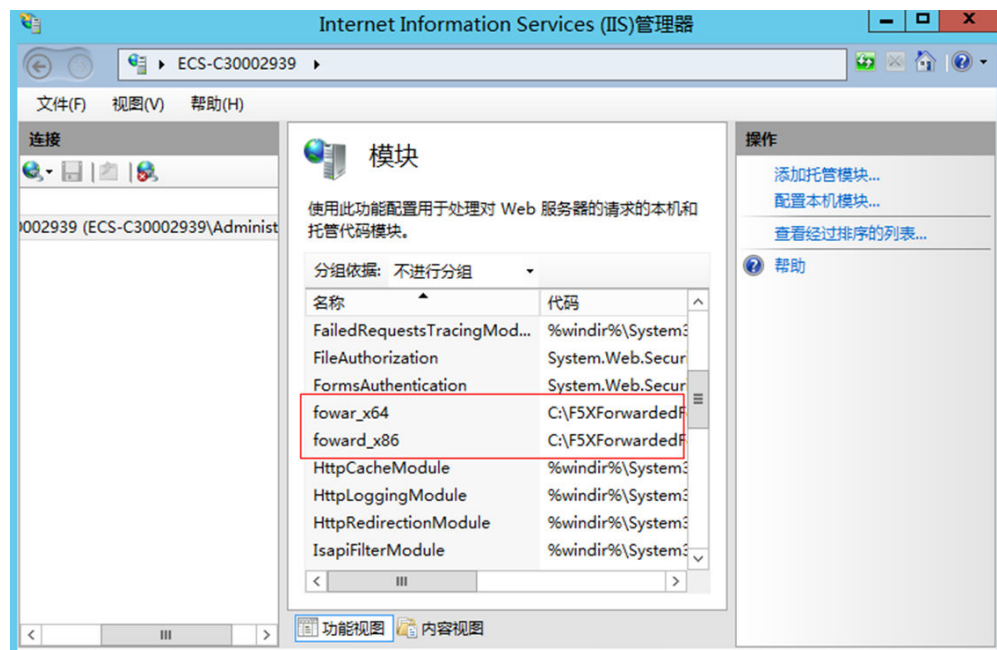 Internet Information Services (IIS)管理器
ECS-C30002939
文件(F) 视图(V) 帮助(H)
连接
0002939 (ECS-C30002939\Administ
模块
使用此功能配置用于处理对 Web 服务器的请求的本机和
托管代码模块。
分组依据: 不进行分组
名称 代码
FailedRequestsTracingMod... %windir%\System3
FileAuthorization System.Web.Securi
FormsAuthentication System.Web.Securi
fowar_x64 C:\F5XForwardedF
foward_x86 C:\F5XForwardedF
HttpCacheModule %windir%\System3
HttpLoggingModule %windir%\System3
HttpRedirectionModule %windir%\System3
IsapiFilterModule %windir%\System3
功能视图 内容视图
操作
添加托管模块...
配置本机模块...
查看经过排序的列表...
帮助